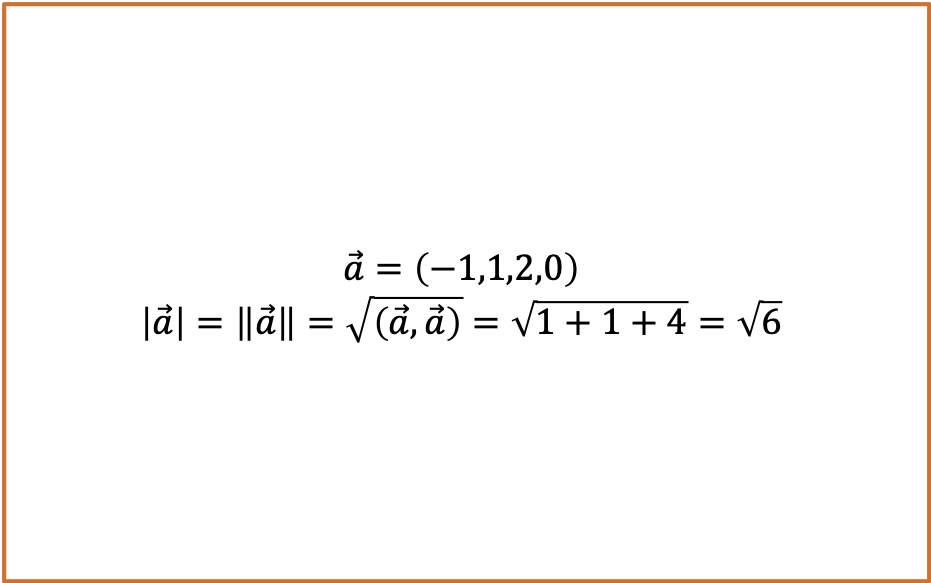 a⃗ = (−1,1,2,0)
|a⃗| = ‖a⃗‖ = √(a⃗, a⃗) = √1 + 1 + 4 = √6